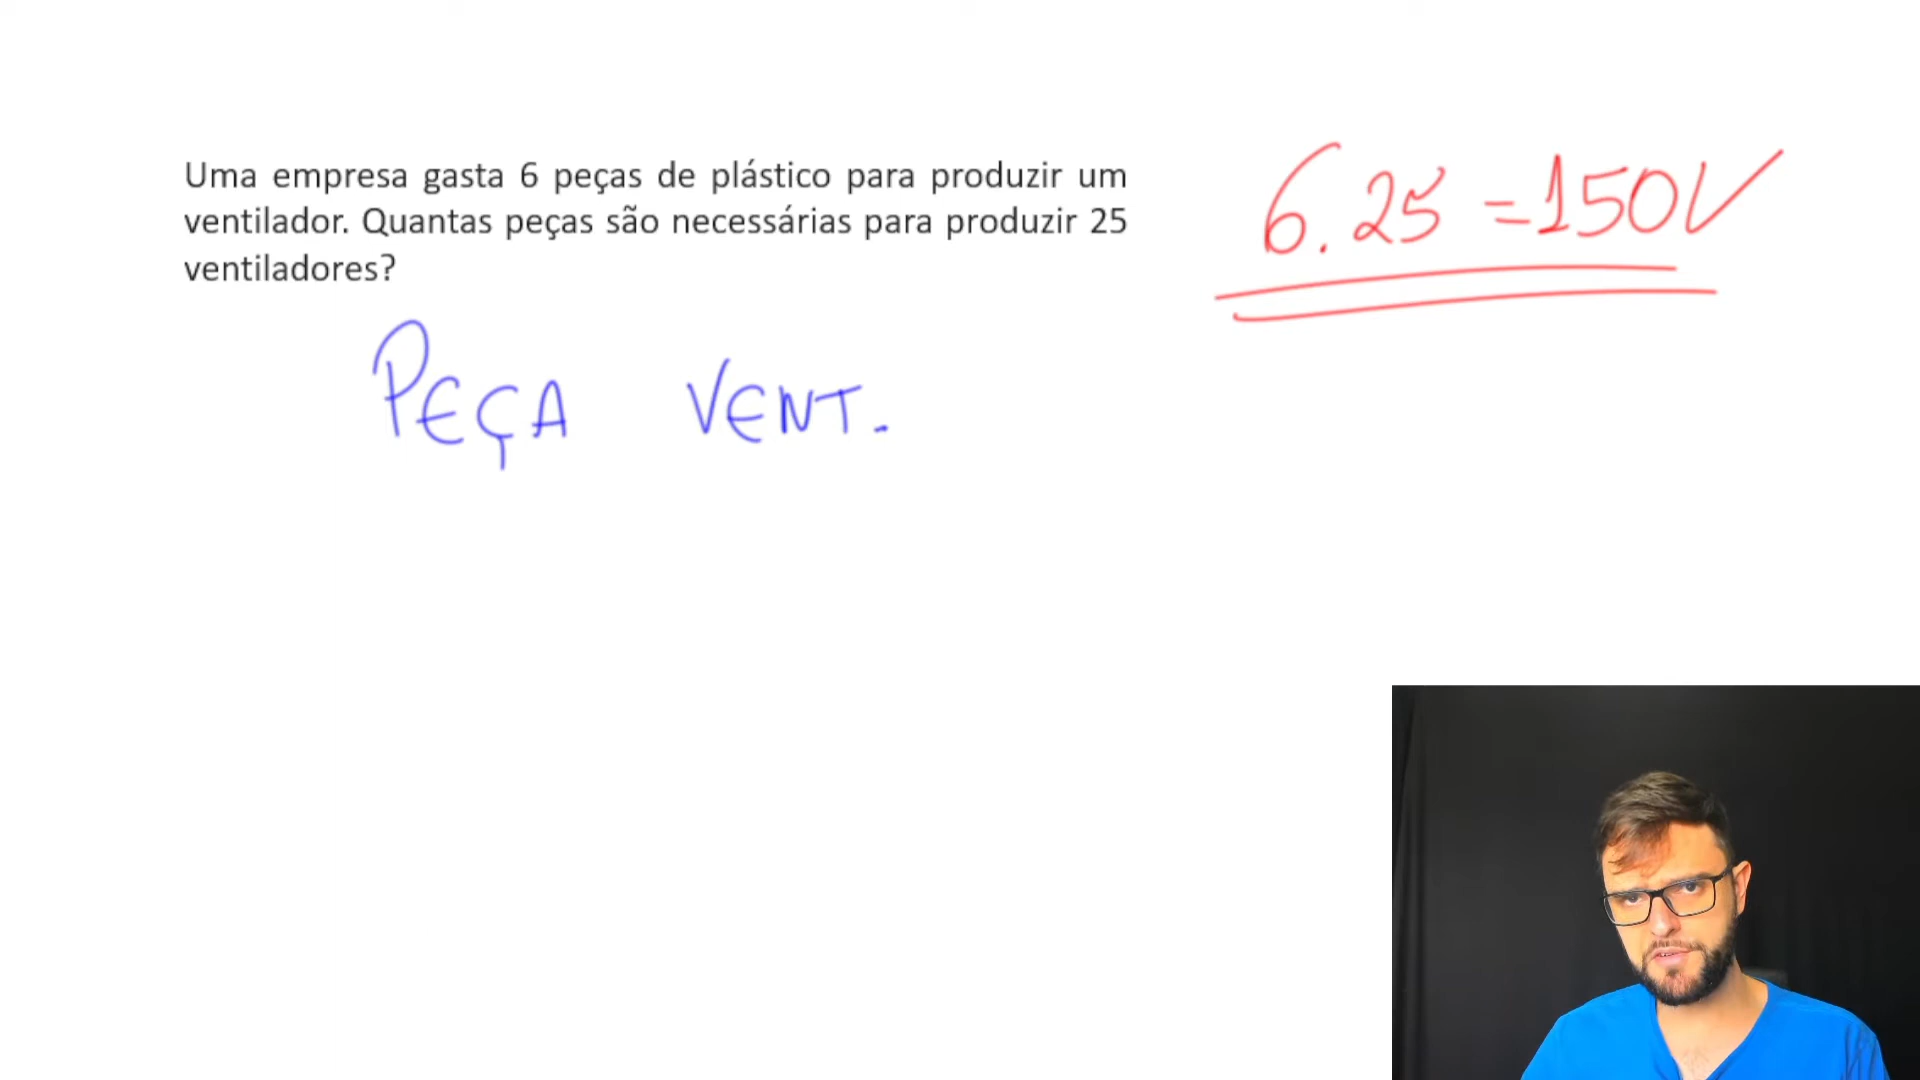 Uma empresa gasta 6 peças de plástico para produzir um
ventilador. Quantas peças são necessárias para produzir 25
ventiladores?
6.25 = 150
PEÇA VENT.